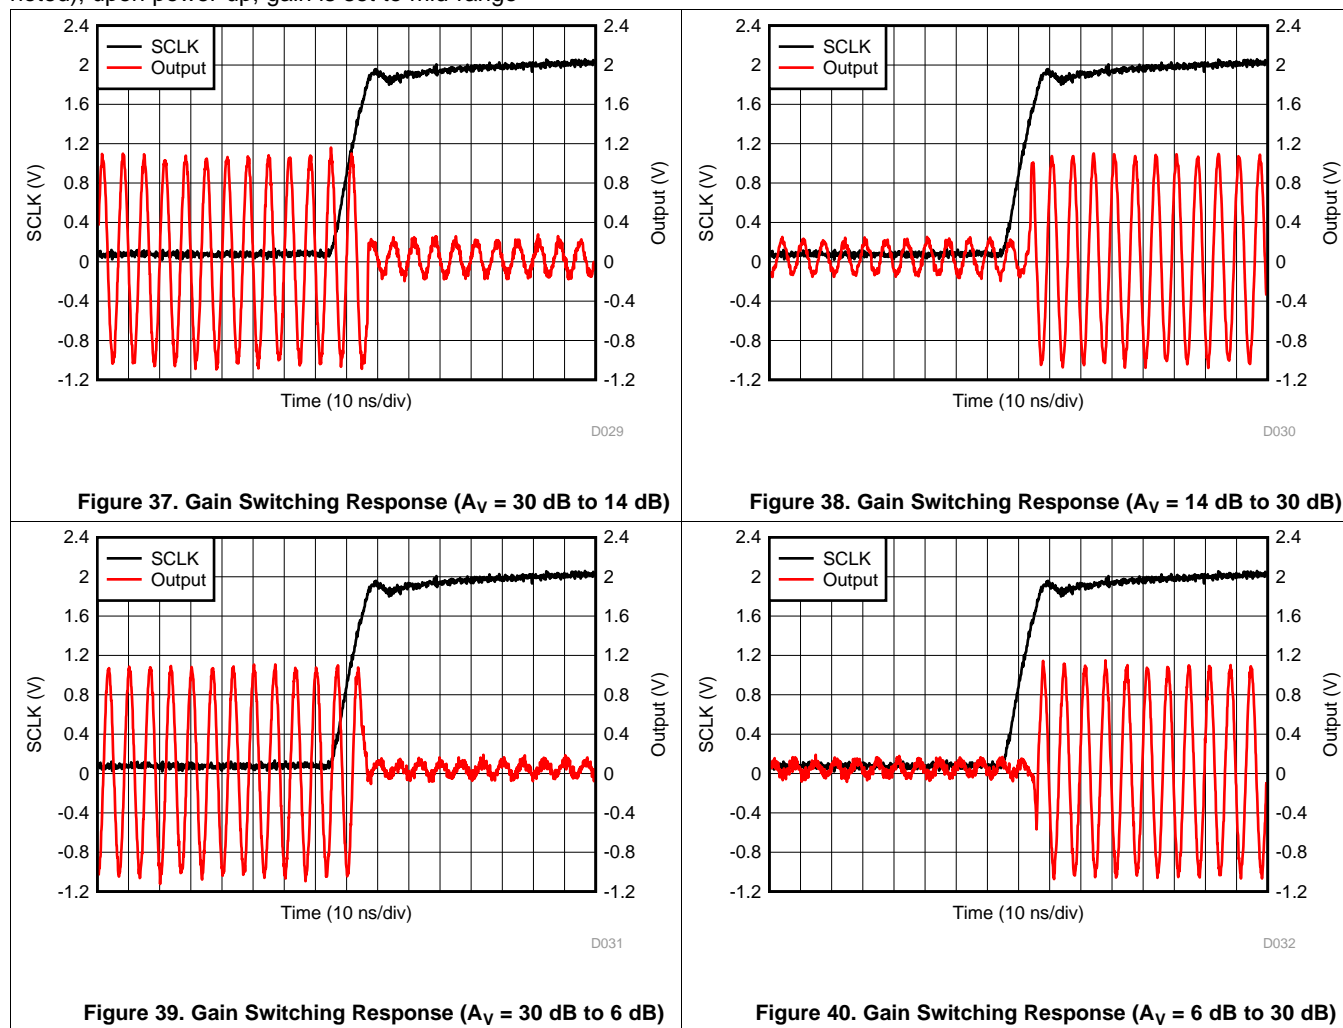 noted); upon power up, gain is set to mid-range
2.4
2
1.6
1.2
0.8
0.4
0
-0.4
-0.8
-1.2
SCLK (V)
SCLK
Output
2.4
2
1.6
1.2
0.8
0.4
0
-0.4
-0.8
-1.2
Output (V)
Time (10 ns/div)
D029
Figure 37. Gain Switching Response (AV = 30 dB to 14 dB)
2.4
2
1.6
1.2
0.8
0.4
0
-0.4
-0.8
-1.2
SCLK (V)
SCLK
Output
2.4
2
1.6
1.2
0.8
0.4
0
-0.4
-0.8
-1.2
Output (V)
Time (10 ns/div)
D030
Figure 38. Gain Switching Response (AV = 14 dB to 30 dB)
2.4
2
1.6
1.2
0.8
0.4
0
-0.4
-0.8
-1.2
SCLK (V)
SCLK
Output
2.4
2
1.6
1.2
0.8
0.4
0
-0.4
-0.8
-1.2
Output (V)
Time (10 ns/div)
D031
Figure 39. Gain Switching Response (AV = 30 dB to 6 dB)
2.4
2
1.6
1.2
0.8
0.4
0
-0.4
-0.8
-1.2
SCLK (V)
SCLK
Output
2.4
2
1.6
1.2
0.8
0.4
0
-0.4
-0.8
-1.2
Output (V)
Time (10 ns/div)
D032
Figure 40. Gain Switching Response (AV = 6 dB to 30 dB)